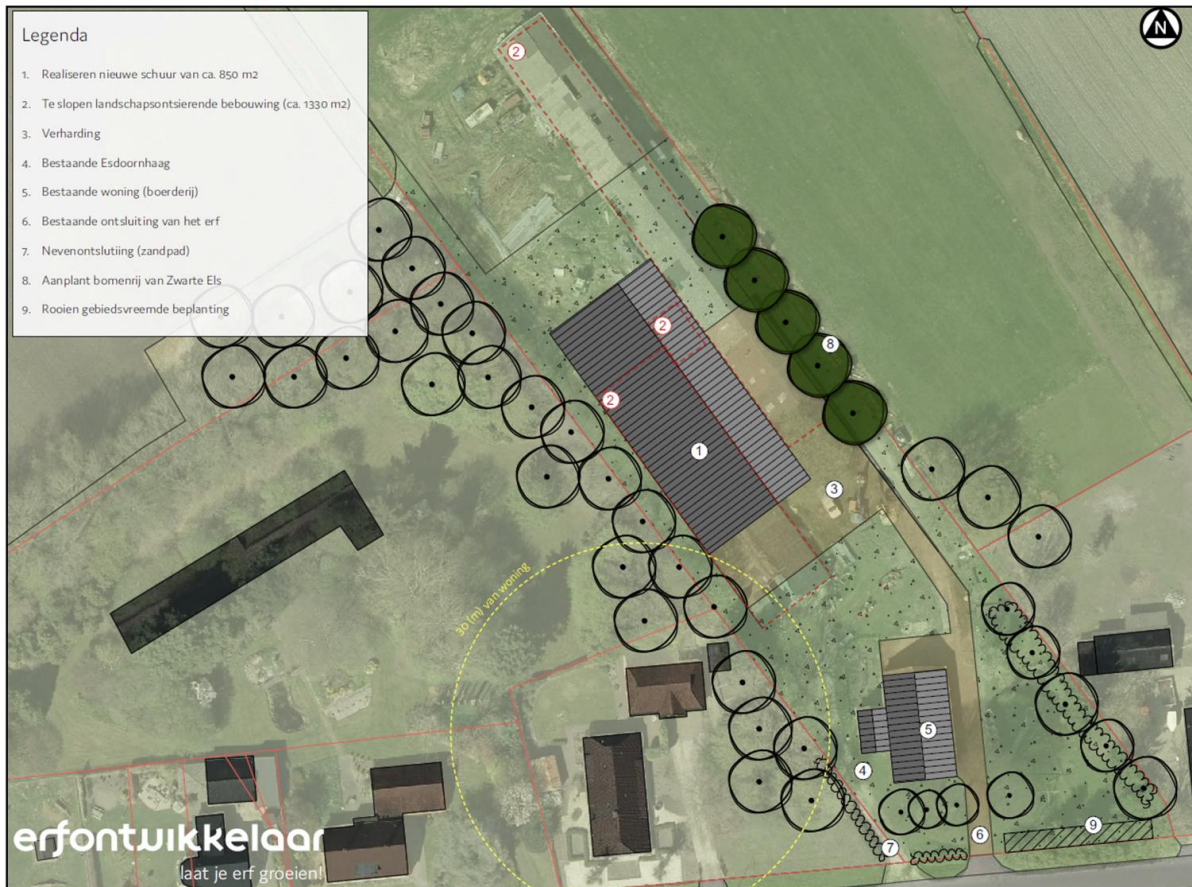 Legenda
1. Realiseren nieuwe schuur van ca. 850 m2
2. Te slopen landschapsontsierende bebouwing (ca. 1330 m2)
3. Verharding
4. Bestaande Esdoornhaag
5. Bestaande woning (boerderij)
6. Bestaande ontsluiting van het erf
7. Nevenontslutiing (zandpad)
8. Aanplant bomenrij van Zwarte Els
9. Rooien gebiedsvreemde beplanting
N
2
2
8
2
1
3
30 (m) van woning
5
4
9
6
7
erfontwikkelaar
laat je erf groeien!